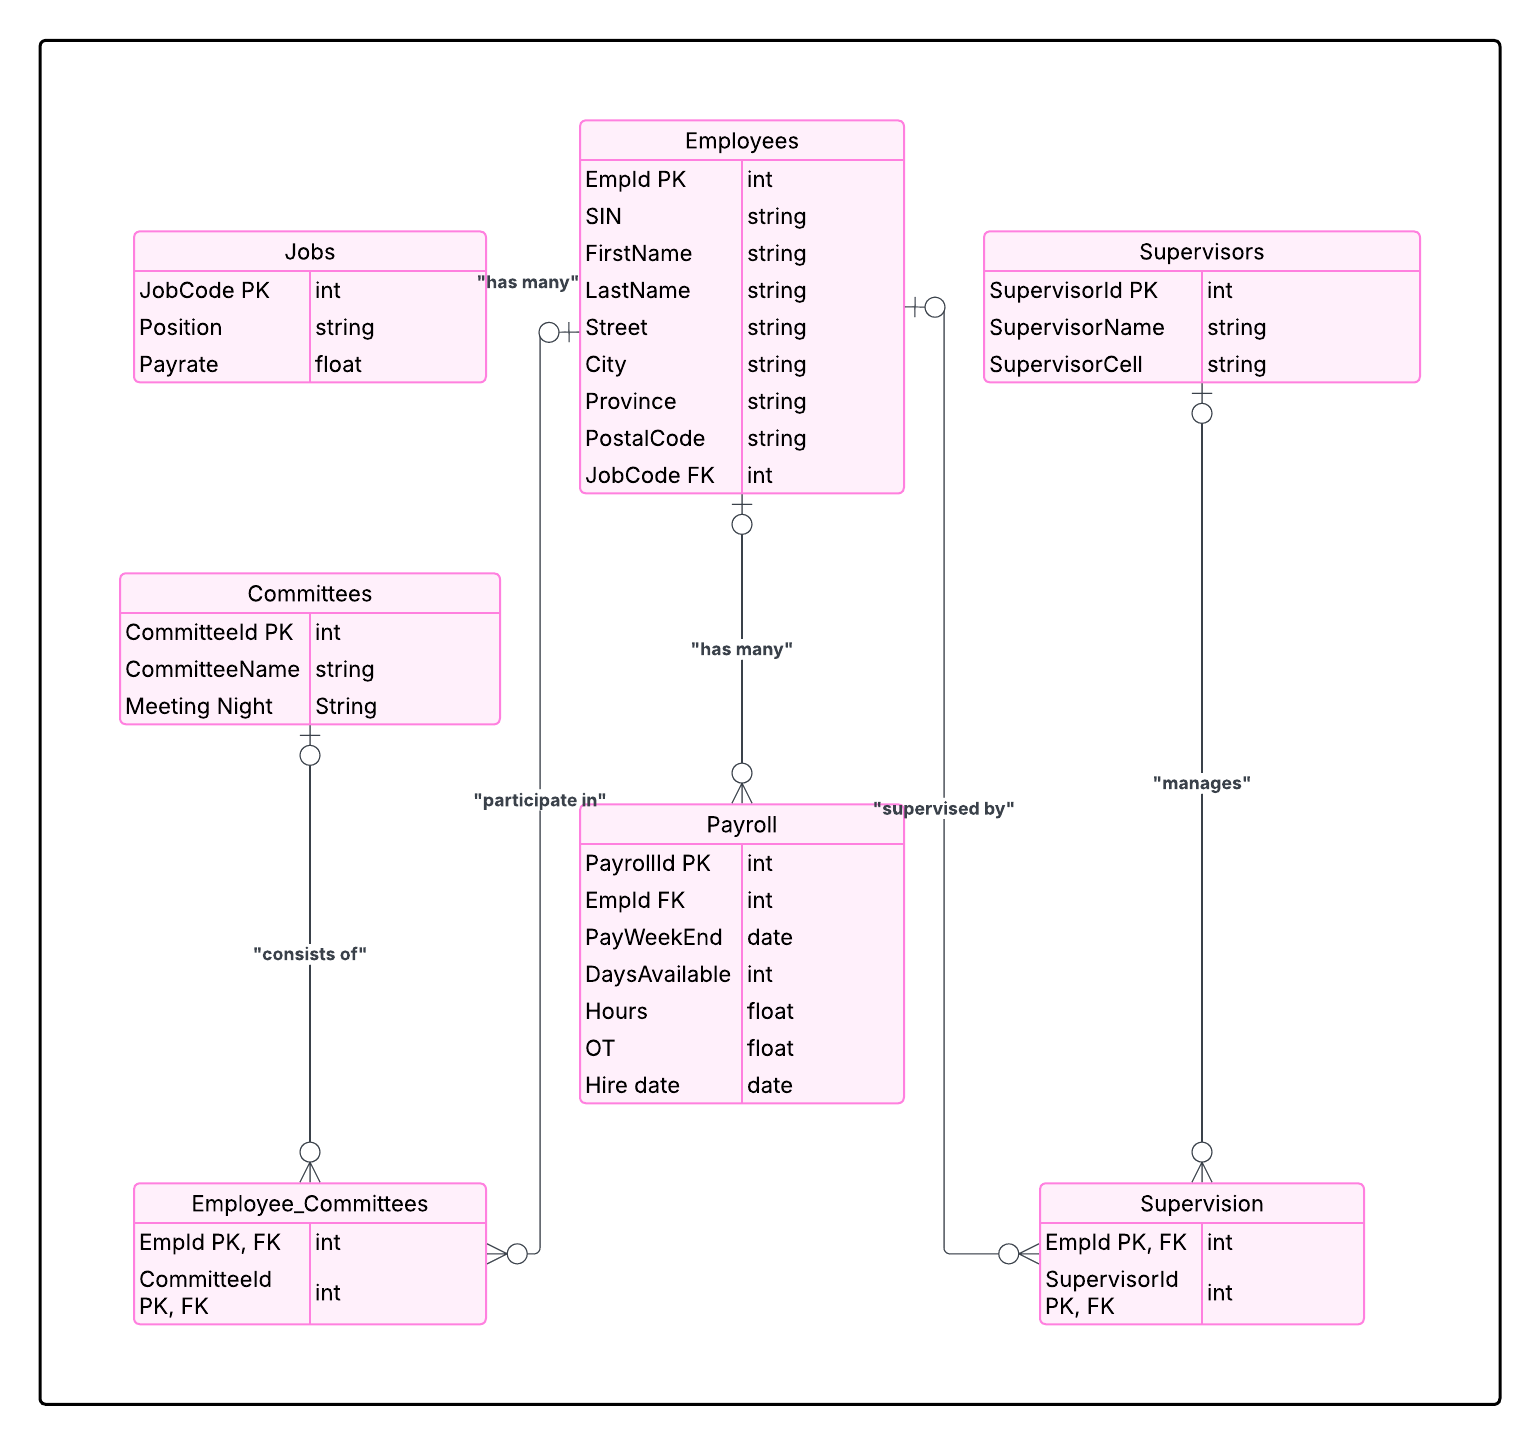 Employees
EmpId PK int
SIN string
FirstName string
LastName string
Street string
City string
Province string
PostalCode string
JobCode FK int
Jobs
JobCode PK int
Position string
Payrate float
"has many"
Supervisors
SupervisorId PK int
SupervisorName string
SupervisorCell string
Committees
CommitteeId PK int
CommitteeName string
Meeting Night String
"has many"
"participate in"
"supervised by"
"manages"
Payroll
PayrollId PK int
EmpId FK int
PayWeekEnd date
DaysAvailable int
Hours float
OT float
Hire date date
"consists of"
Employee_Committees
EmpId PK, FK int
CommitteeId
PK, FK int
Supervision
EmpId PK, FK int
SupervisorId
PK, FK int